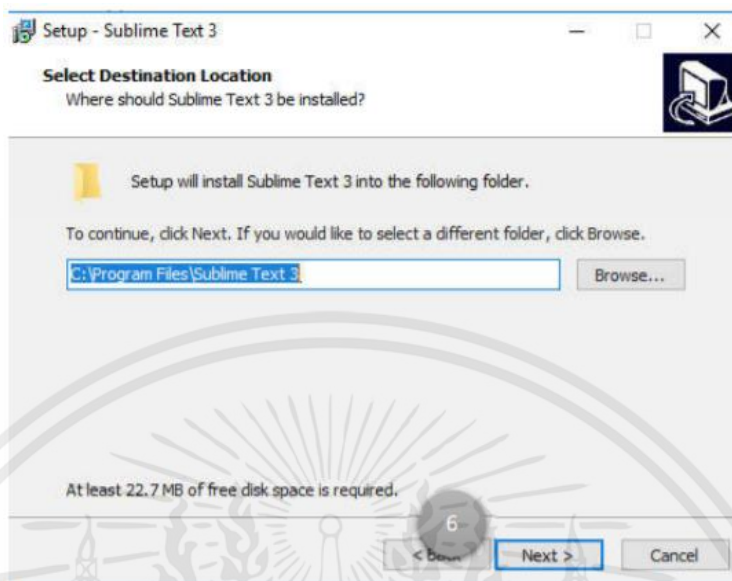 Setup - Sublime Text 3
Select Destination Location
Where should Sublime Text 3 be installed?
Setup will install Sublime Text 3 into the following folder.
To continue, click Next. If you would like to select a different folder, click Browse.
C:\Program Files\Sublime Text 3
Browse...
At least 22.7 MB of free disk space is required.
6
<
Next >
Cancel